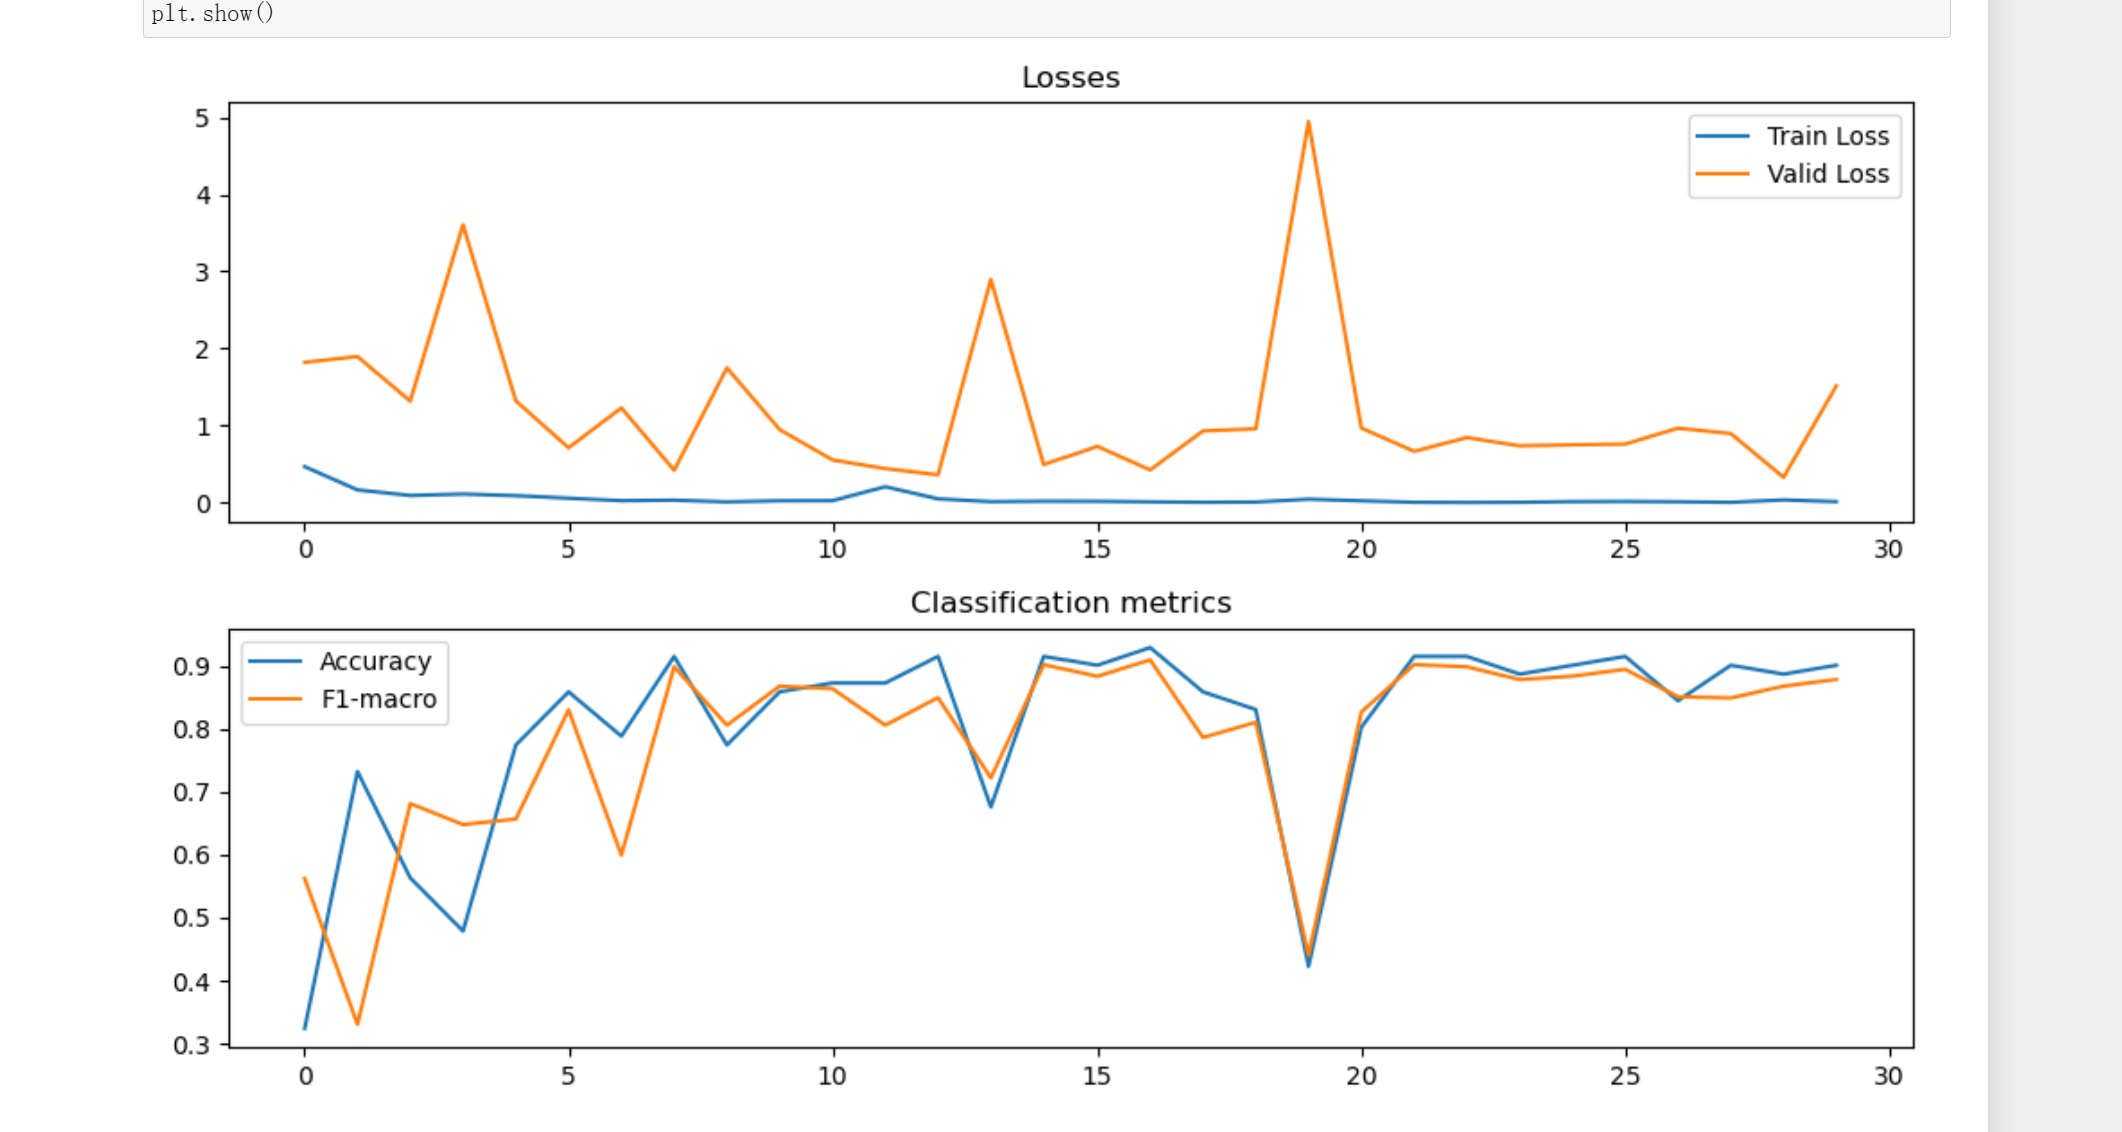 plt.show()
Losses
5
4
3
2
1
0
Train Loss
Valid Loss
0 5 10 15 20 25 30
Classification metrics
0.9
0.8
0.7
0.6
0.5
0.4
0.3
Accuracy
F1-macro
0 5 10 15 20 25 30